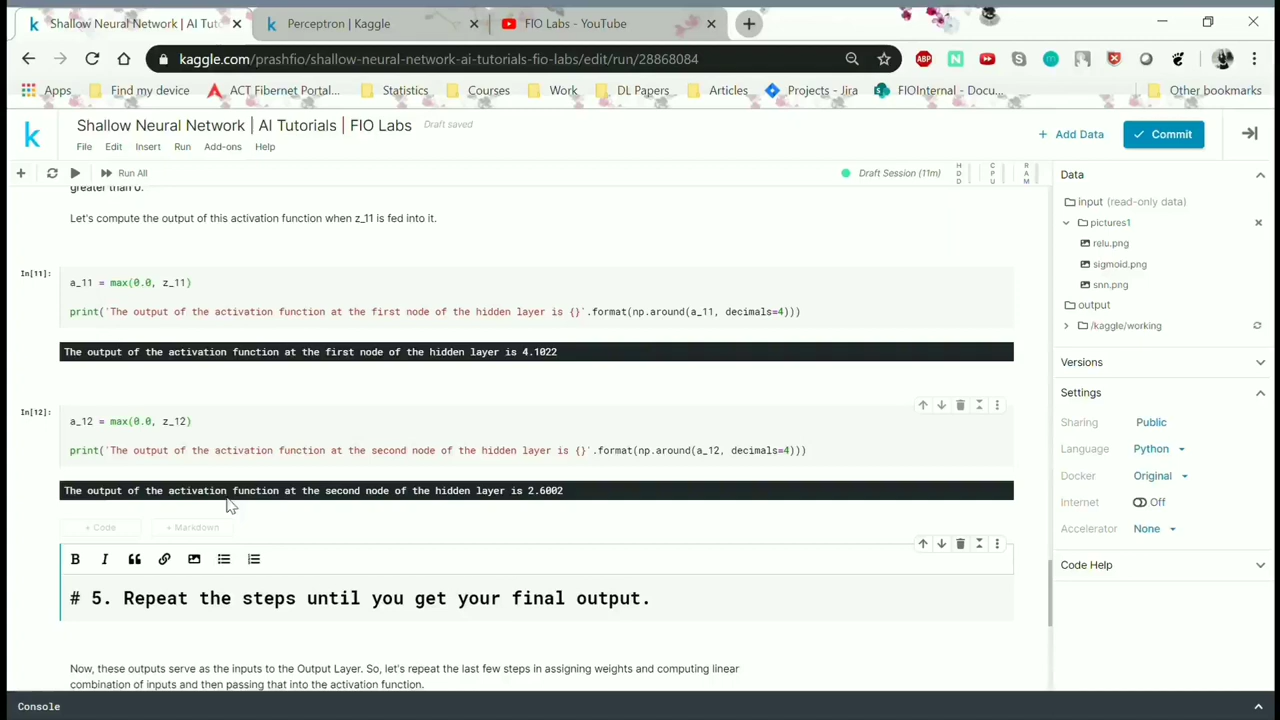 Shallow Neural Network | AI Tuto
Perceptron | Kaggle
FIO Labs - YouTube
kaggle.com/prashfio/shallow-neural-network-ai-tutorials-fio-labs/edit/run/28868084
ABP
Apps
Find my device
ACT Fibernet Portal...
Statistics
Courses
Work
DL Papers
Articles
Projects - Jira
FIOInternal - Docu...
Other bookmarks
Shallow Neural Network | AI Tutorials | FIO Labs
Draft saved
File Edit Insert Run Add-ons Help
+ Add Data
Commit
Run All
Draft Session (11m)
HDD
CPU
RAM
greater than 0.
Let's compute the output of this activation function when z_11 is fed into it.
In[11]:
a_11 = max(0.0, z_11)
print('The output of the activation function at the first node of the hidden layer is {}'.format(np.around(a_11, decimals=4)))
The output of the activation function at the first node of the hidden layer is 4.1022
In[12]:
a_12 = max(0.0, z_12)
print('The output of the activation function at the second node of the hidden layer is {}'.format(np.around(a_12, decimals=4)))
The output of the activation function at the second node of the hidden layer is 2.6002
+ Code
+ Markdown
B I
# 5. Repeat the steps until you get your final output.
Now, these outputs serve as the inputs to the Output Layer. So, let's repeat the last few steps in assigning weights and computing linear
combination of inputs and then passing that into the activation function.
Console
Data
input (read-only data)
pictures1
relu.png
sigmoid.png
snn.png
output
/kaggle/working
Versions
Settings
Sharing Public
Language Python
Docker Original
Internet Off
Accelerator None
Code Help